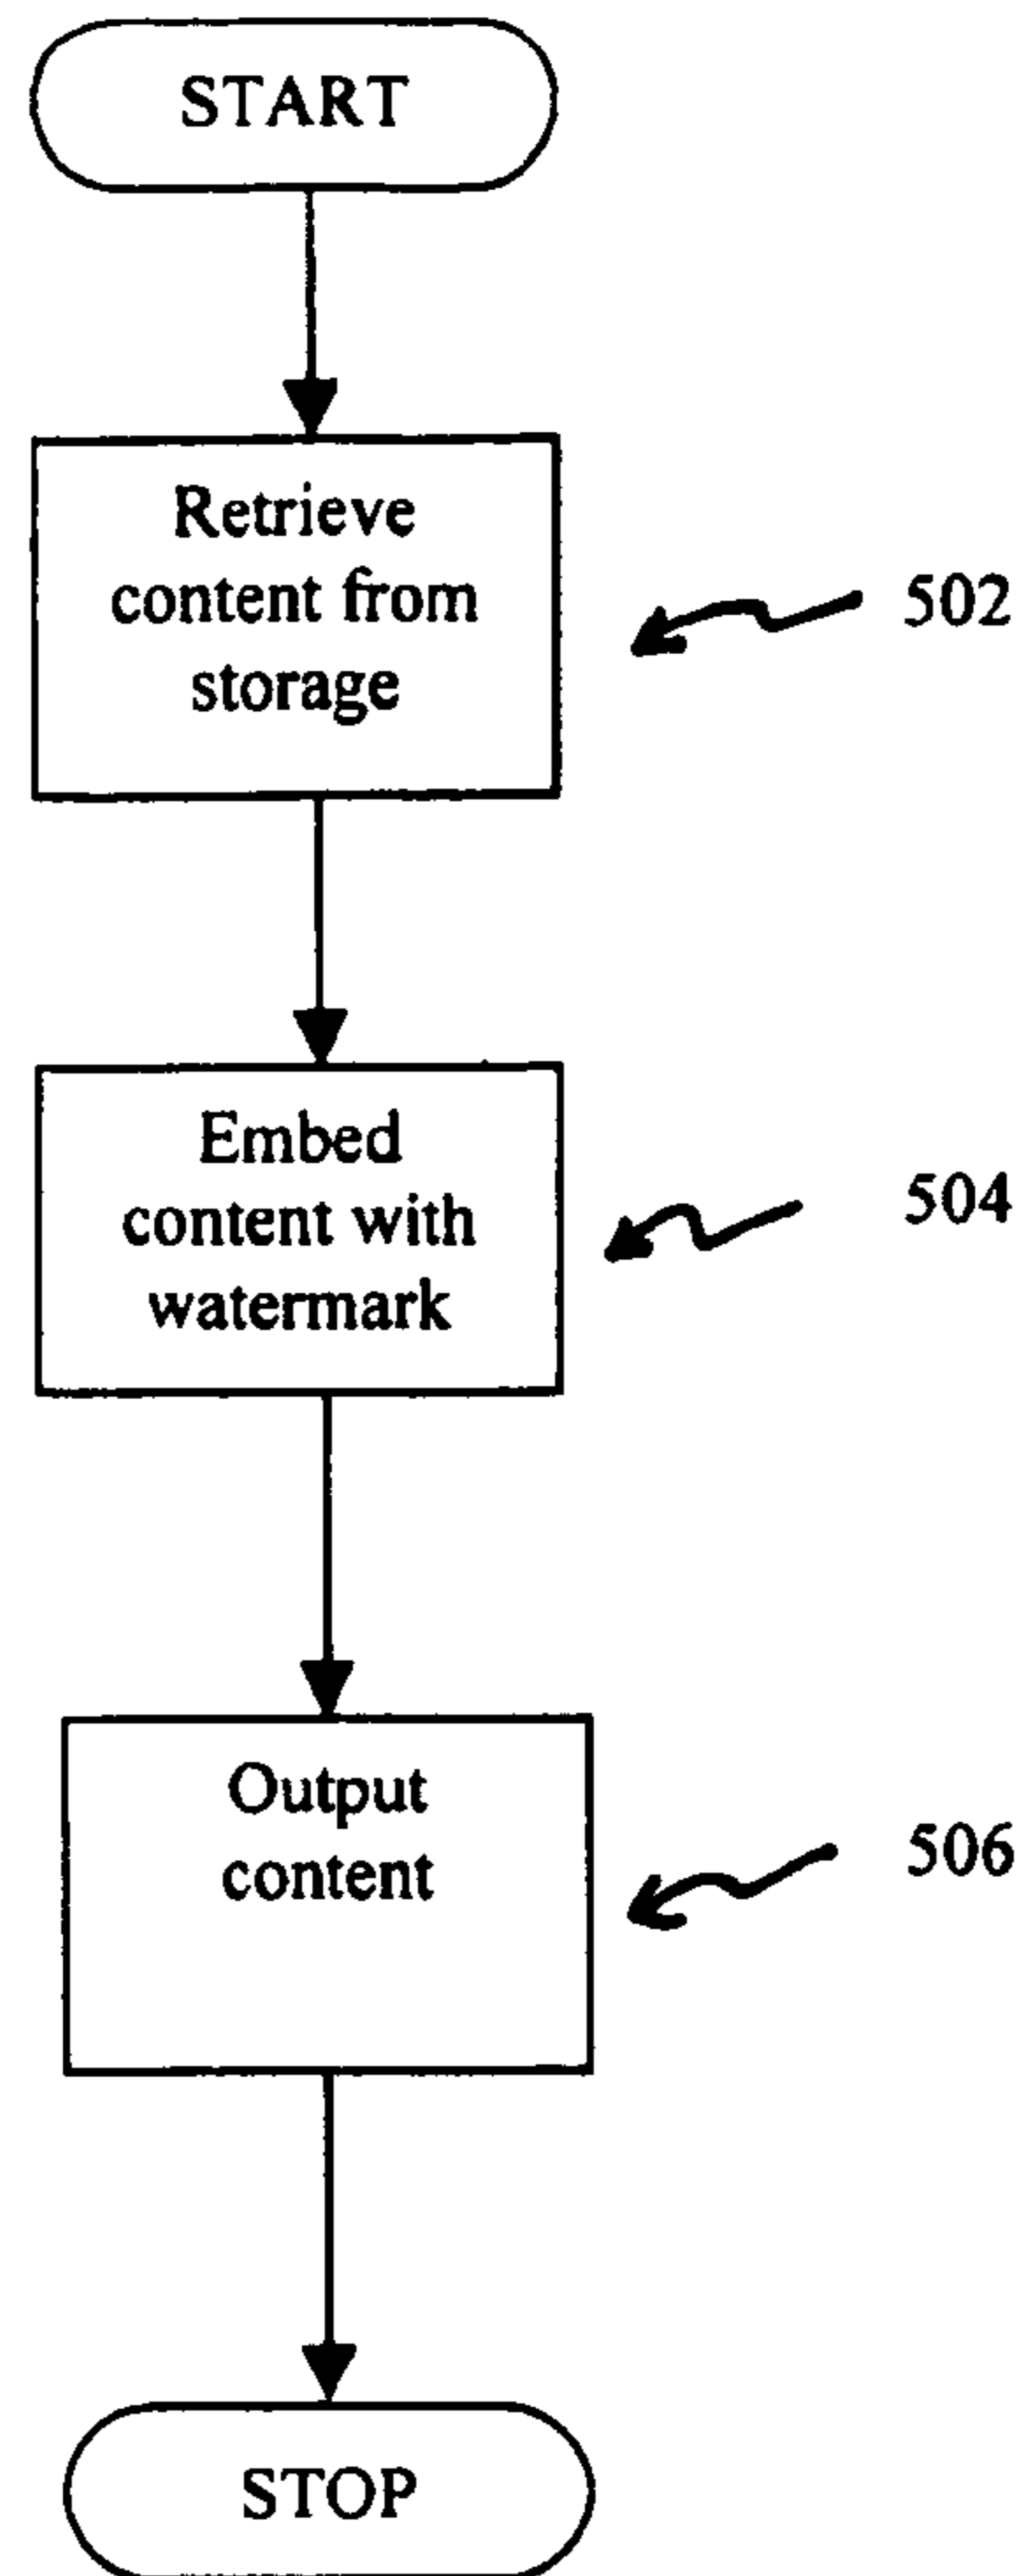 START
Retrieve
content from
storage
502
Embed
content with
watermark
504
Output
content
506
STOP